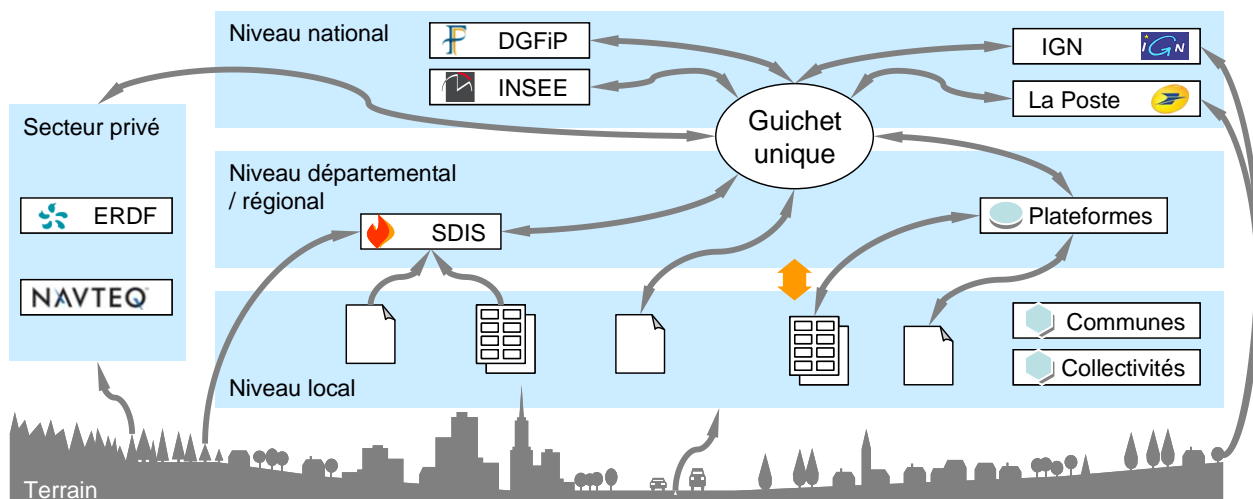 Niveau national
DGFiP
INSEE
IGN
iGN
La Poste
Guichet
unique
Secteur privé
ERDF
NAVTEQ
Niveau départemental
/ régional
SDIS
Plateformes
Communes
Collectivités
Niveau local
Terrain